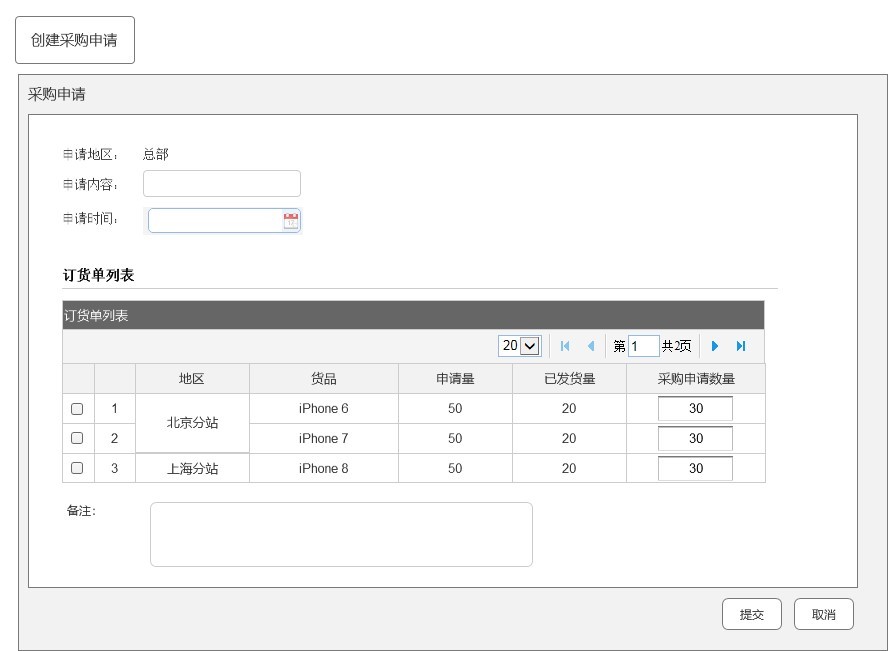 创建采购申请
采购申请
申请地区： 总部
申请内容：
申请时间：
订货单列表
订货单列表
20 第 1 共2页
地区 货品 申请量 已发货量 采购申请数量
1 北京分站 iPhone 6 50 20 30
2 iPhone 7 50 20 30
3 上海分站 iPhone 8 50 20 30
备注：
提交 取消